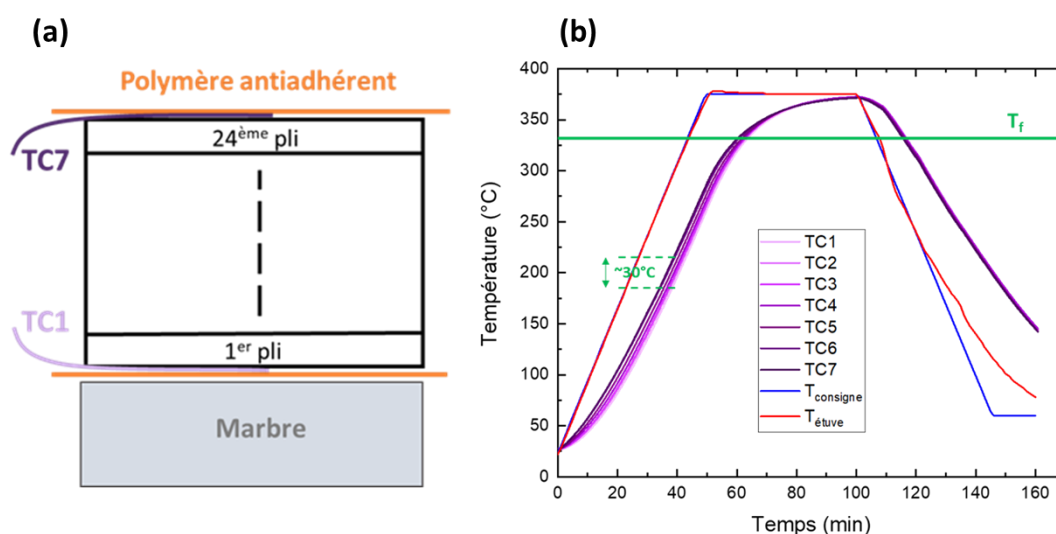 (a)
Polymère antiadhérent
24ème pli
TC7
TC1
1er pli
Marbre
(b)
400
350
300
250
200
150
100
50
0
Température (°C)
Tf
~30°C
TC1
TC2
TC3
TC4
TC5
TC6
TC7
Tconsigne
Tétuve
0 20 40 60 80 100 120 140 160
Temps (min)